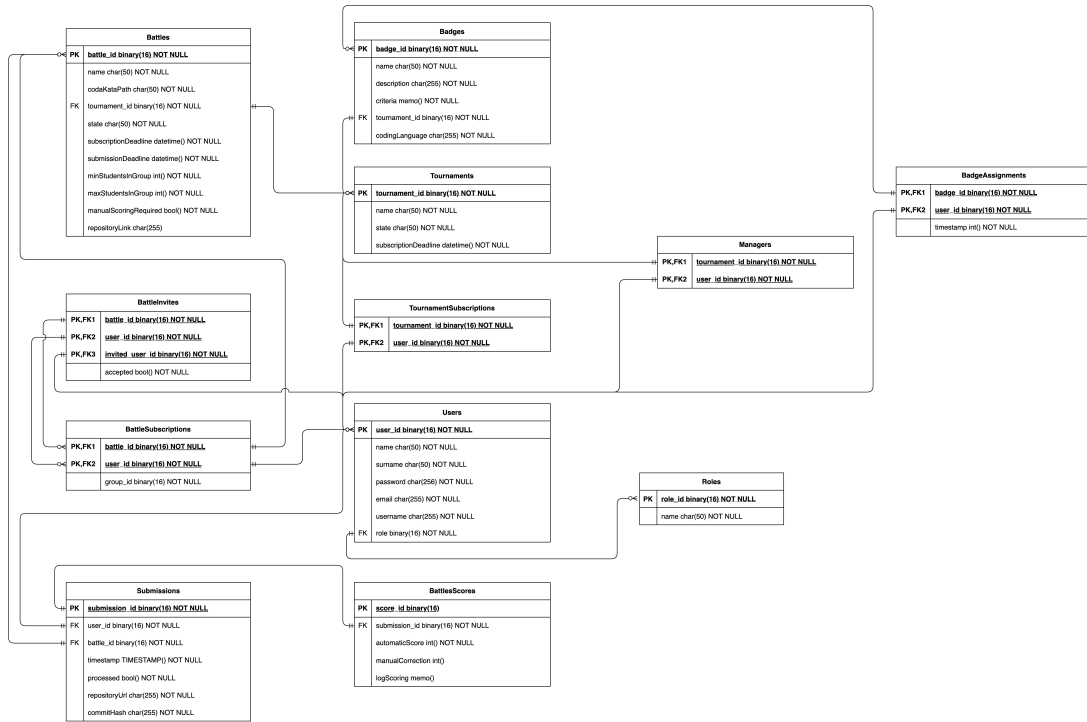 Battles
PK battle_id binary(16) NOT NULL
name char(50) NOT NULL
codaKataPath char(50) NOT NULL
FK tournament_id binary(16) NOT NULL
state char(50) NOT NULL
subscriptionDeadline datetime() NOT NULL
submissionDeadline datetime() NOT NULL
minStudentsInGroup int() NOT NULL
maxStudentsInGroup int() NOT NULL
manualScoringRequired bool() NOT NULL
repositoryLink char(255)
Badges
PK badge_id binary(16) NOT NULL
name char(50) NOT NULL
description char(255) NOT NULL
criteria memo() NOT NULL
FK tournament_id binary(16) NOT NULL
codingLanguage char(255) NOT NULL
Tournaments
PK tournament_id binary(16) NOT NULL
name char(50) NOT NULL
state char(50) NOT NULL
subscriptionDeadline datetime() NOT NULL
BadgeAssignments
PK,FK1 badge_id binary(16) NOT NULL
PK,FK2 user_id binary(16) NOT NULL
timestamp int() NOT NULL
Managers
PK,FK1 tournament_id binary(16) NOT NULL
PK,FK2 user_id binary(16) NOT NULL
BattleInvites
PK,FK1 battle_id binary(16) NOT NULL
PK,FK2 user_id binary(16) NOT NULL
PK,FK3 invited_user_id binary(16) NOT NULL
accepted bool() NOT NULL
TournamentSubscriptions
PK,FK1 tournament_id binary(16) NOT NULL
PK,FK2 user_id binary(16) NOT NULL
BattleSubscriptions
PK,FK1 battle_id binary(16) NOT NULL
PK,FK2 user_id binary(16) NOT NULL
group_id binary(16) NOT NULL
Users
PK user_id binary(16) NOT NULL
name char(50) NOT NULL
surname char(50) NOT NULL
password char(256) NOT NULL
email char(255) NOT NULL
username char(255) NOT NULL
FK role binary(16) NOT NULL
Roles
PK role_id binary(16) NOT NULL
name char(50) NOT NULL
Submissions
PK submission_id binary(16) NOT NULL
FK user_id binary(16) NOT NULL
FK battle_id binary(16) NOT NULL
timestamp TIMESTAMP() NOT NULL
processed bool() NOT NULL
repositoryUrl char(255) NOT NULL
commitHash char(255) NOT NULL
BattlesScores
PK score_id binary(16)
FK submission_id binary(16) NOT NULL
automaticScore int() NOT NULL
manualCorrection int()
logScoring memo()